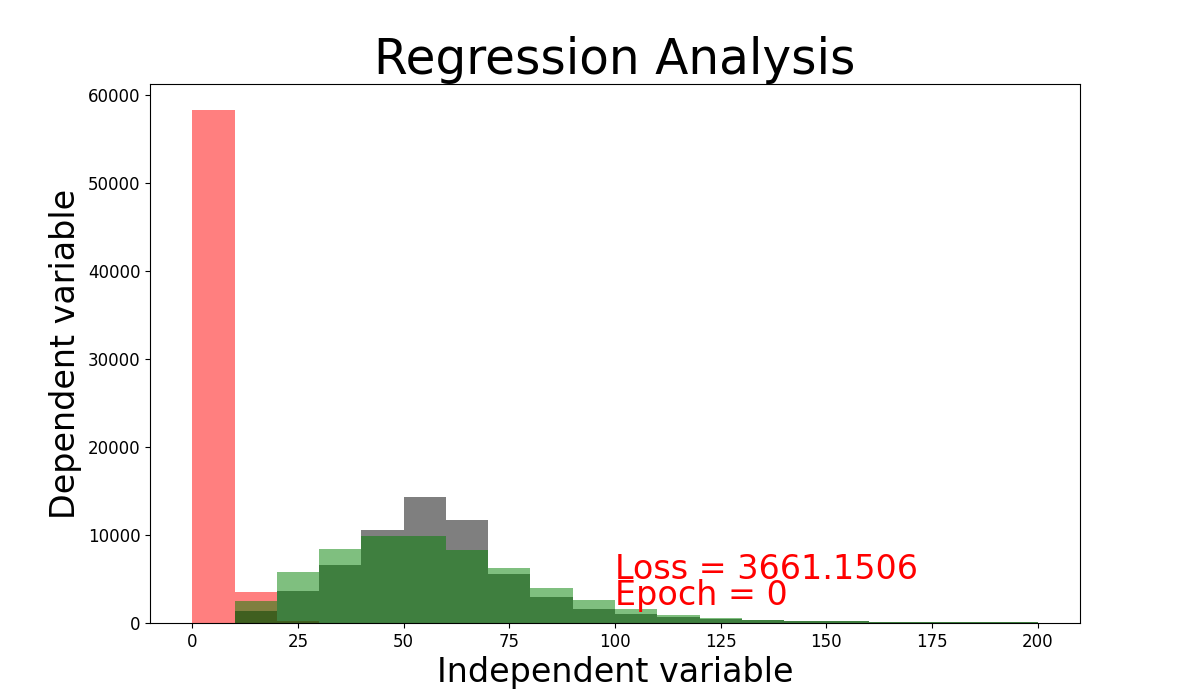 Regression Analysis
Dependent variable
60000
50000
40000
30000
20000
10000
0
Loss = 3661.1506
Epoch = 0
0 25 50 75 100 125 150 175 200
Independent variable